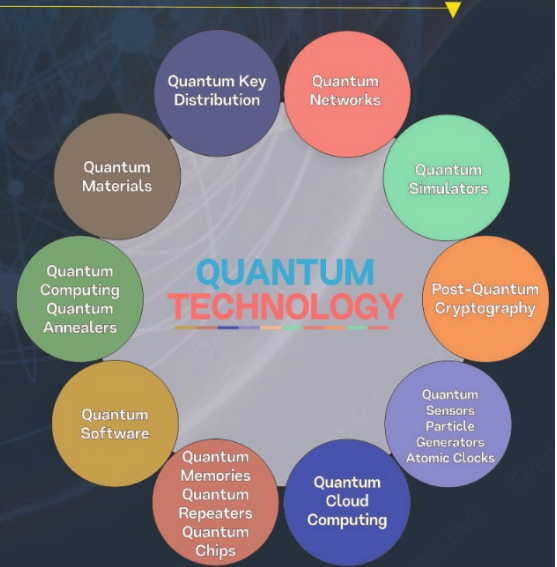 Quantum Key
Distribution
Quantum
Networks
Quantum
Simulators
Post-Quantum
Cryptography
Quantum
Sensors
Particle
Generators
Atomic Clocks
Quantum
Cloud
Computing
Quantum
Memories
Quantum
Repeaters
Quantum
Chips
Quantum
Software
Quantum
Computing
Quantum
Annealers
Quantum
Materials
QUANTUM
TECHNOLOGY